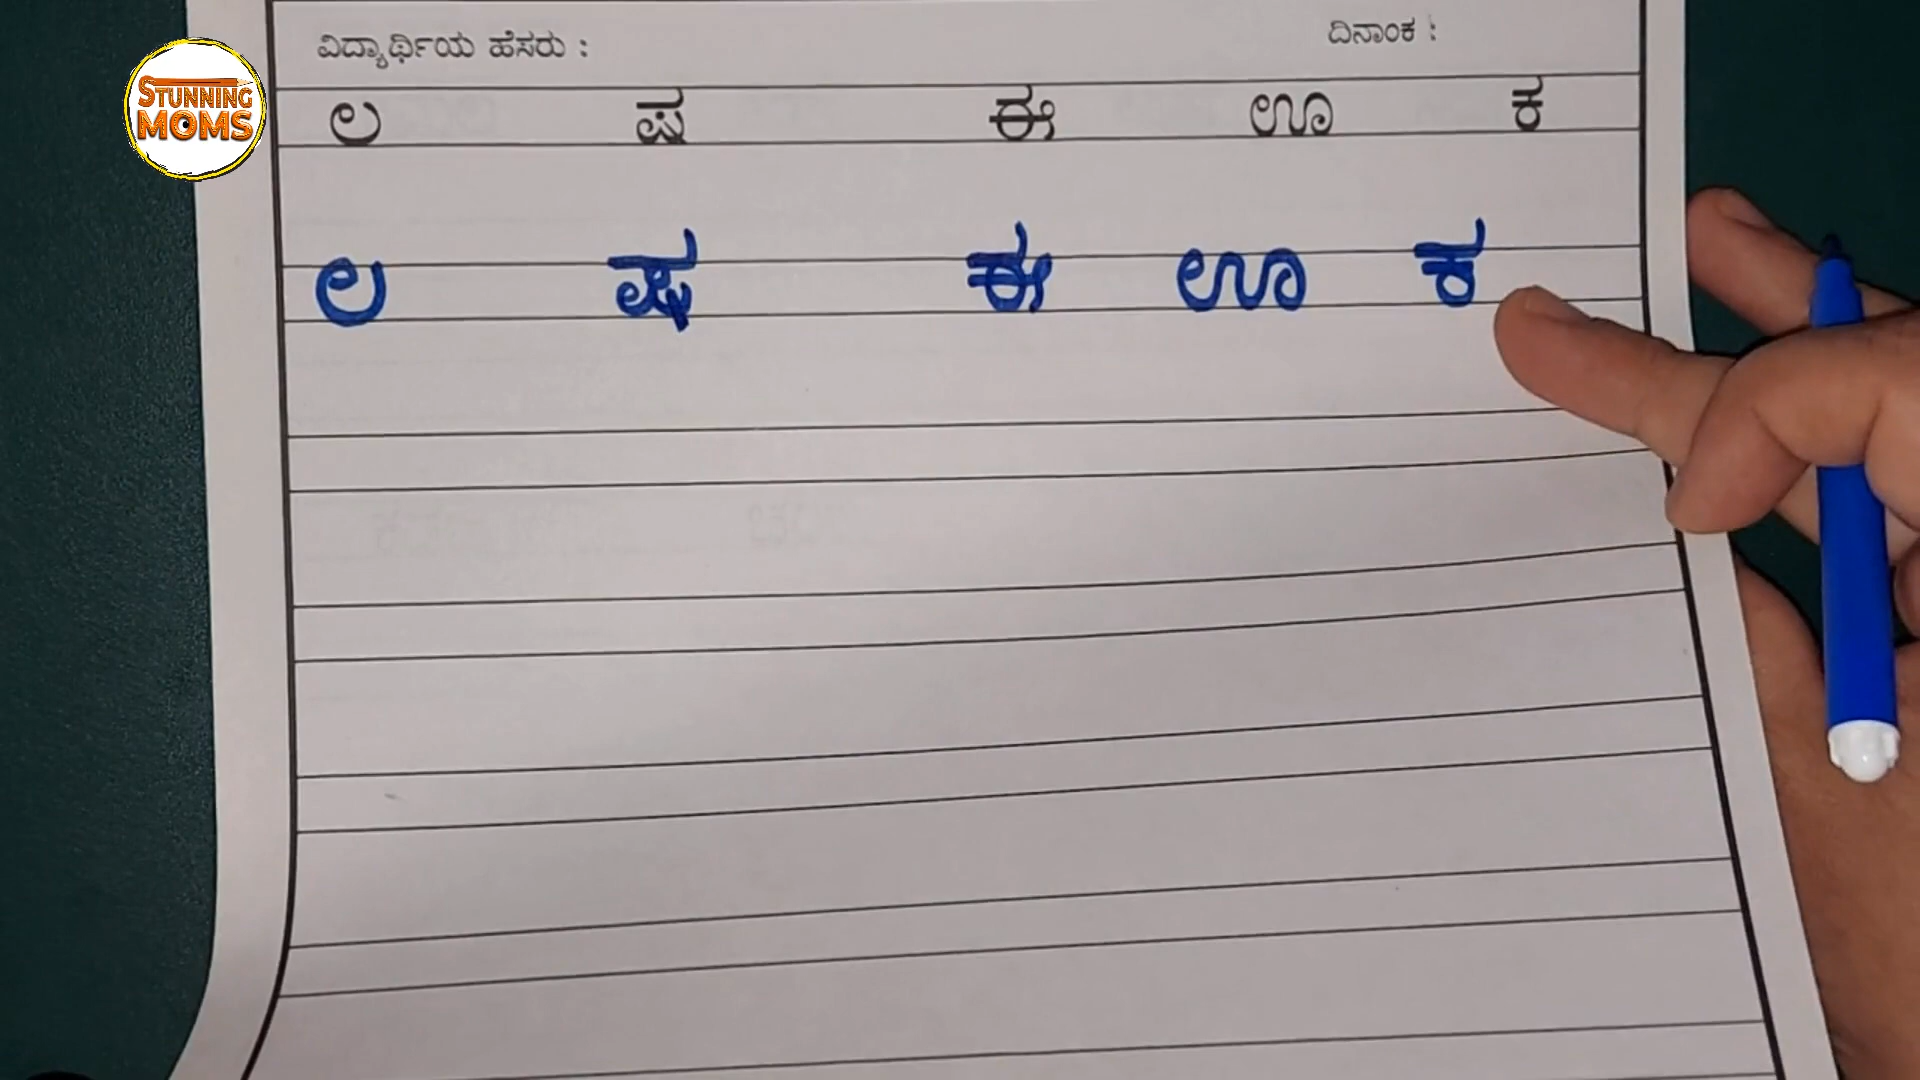 ವಿದ್ಯಾರ್ಥಿಯ ಹೆಸರು : ದಿನಾಂಕ :
STUNNING
MOMS
ಲ ಷ ಈ ಊ ಕ
ಲ ಷ ಈ ಊ ಕ